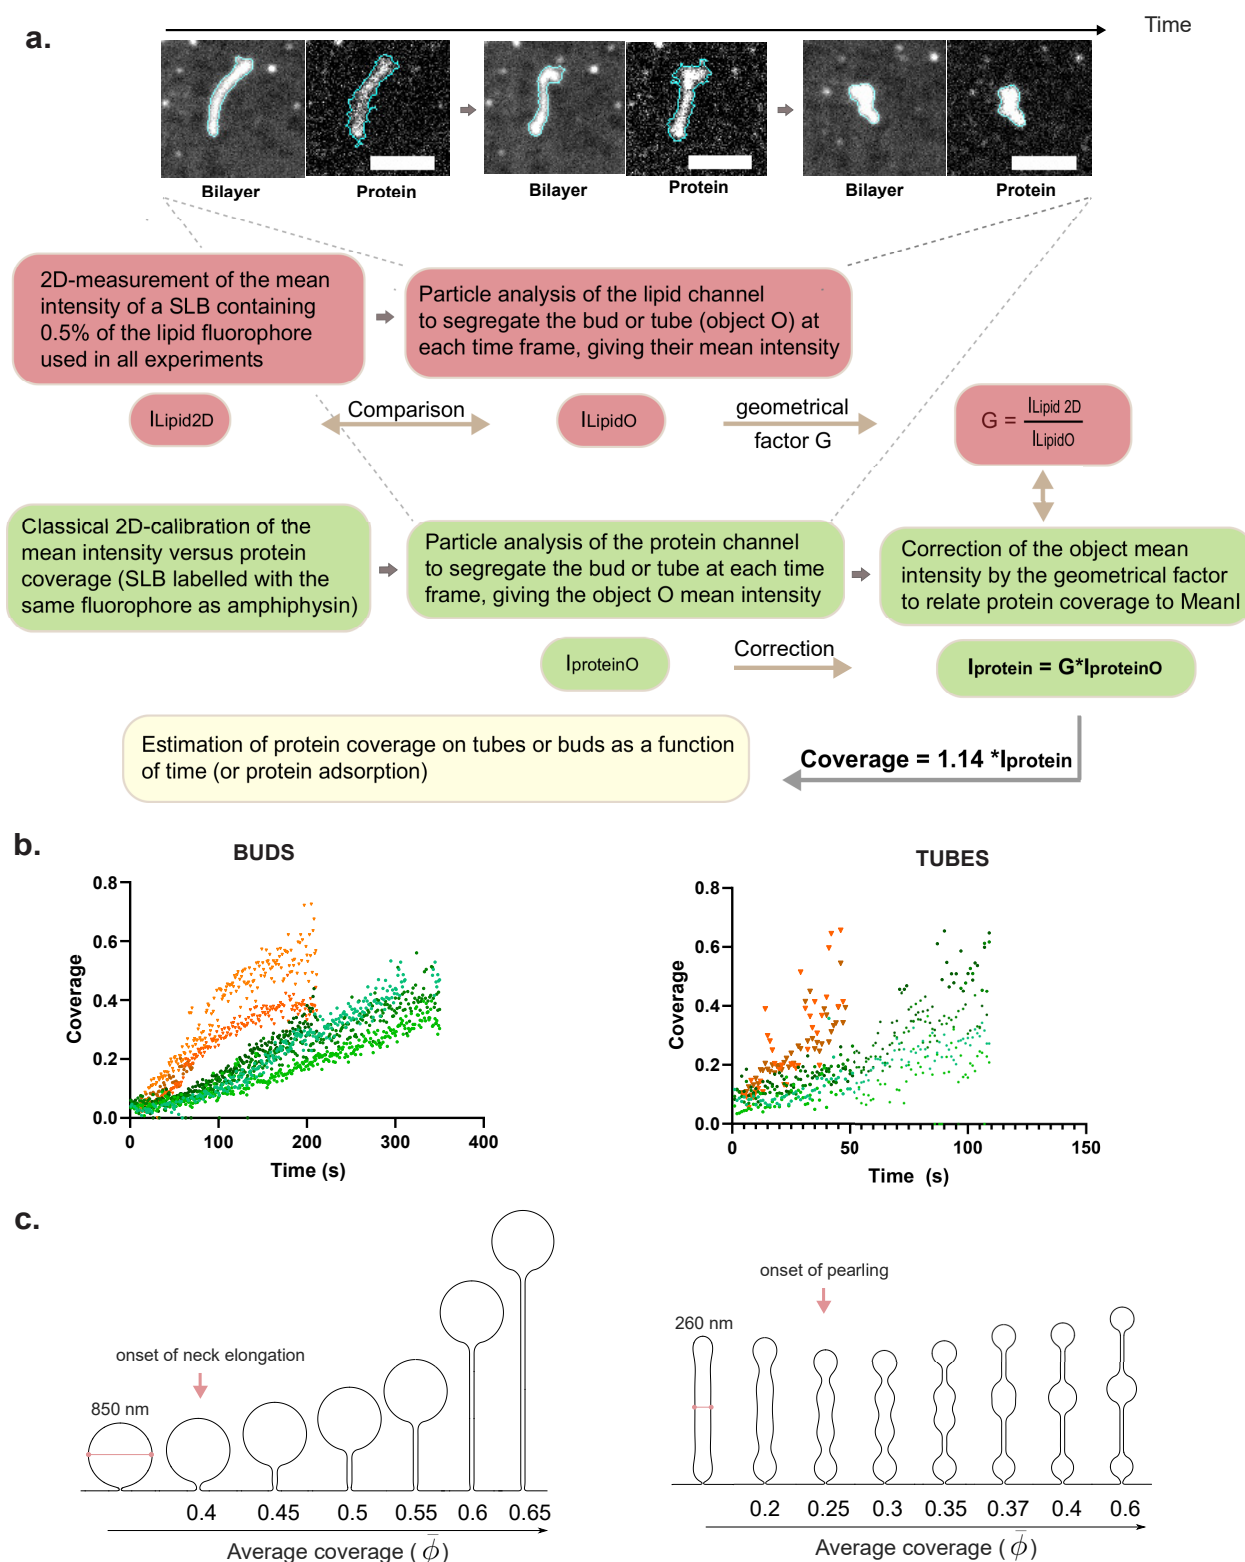 a.
Time
Bilayer
Protein
Bilayer
Protein
Bilayer
Protein
2D-measurement of the mean
intensity of a SLB containing
0.5% of the lipid fluorophore
used in all experiments
Particle analysis of the lipid channel
to segregate the bud or tube (object O) at
each time frame, giving their mean intensity
ILipid2D
Comparison
ILipidO
geometrical
factor G
G = ILipid 2D
ILipidO
Classical 2D-calibration of the
mean intensity versus protein
coverage (SLB labelled with the
same fluorophore as amphiphysin)
Particle analysis of the protein channel
to segregate the bud or tube at each time
frame, giving the object O mean intensity
Correction of the object mean
intensity by the geometrical factor
to relate protein coverage to MeanI
IproteinO
Correction
Iprotein = G*IproteinO
Estimation of protein coverage on tubes or buds as a function
of time (or protein adsorption)
Coverage = 1.14 *Iprotein
b.
BUDS
0.8
0.6
0.4
0.2
0.0
Coverage
0 100 200 300 400
Time (s)
TUBES
0.8
0.6
0.4
0.2
0.0
Coverage
0 50 100 150
Time (s)
c.
onset of neck elongation
850 nm
0.4 0.45 0.5 0.55 0.6 0.65
Average coverage ( ϕ̅ )
onset of pearling
260 nm
0.2 0.25 0.3 0.35 0.37 0.4 0.6
Average coverage ( ϕ̅ )